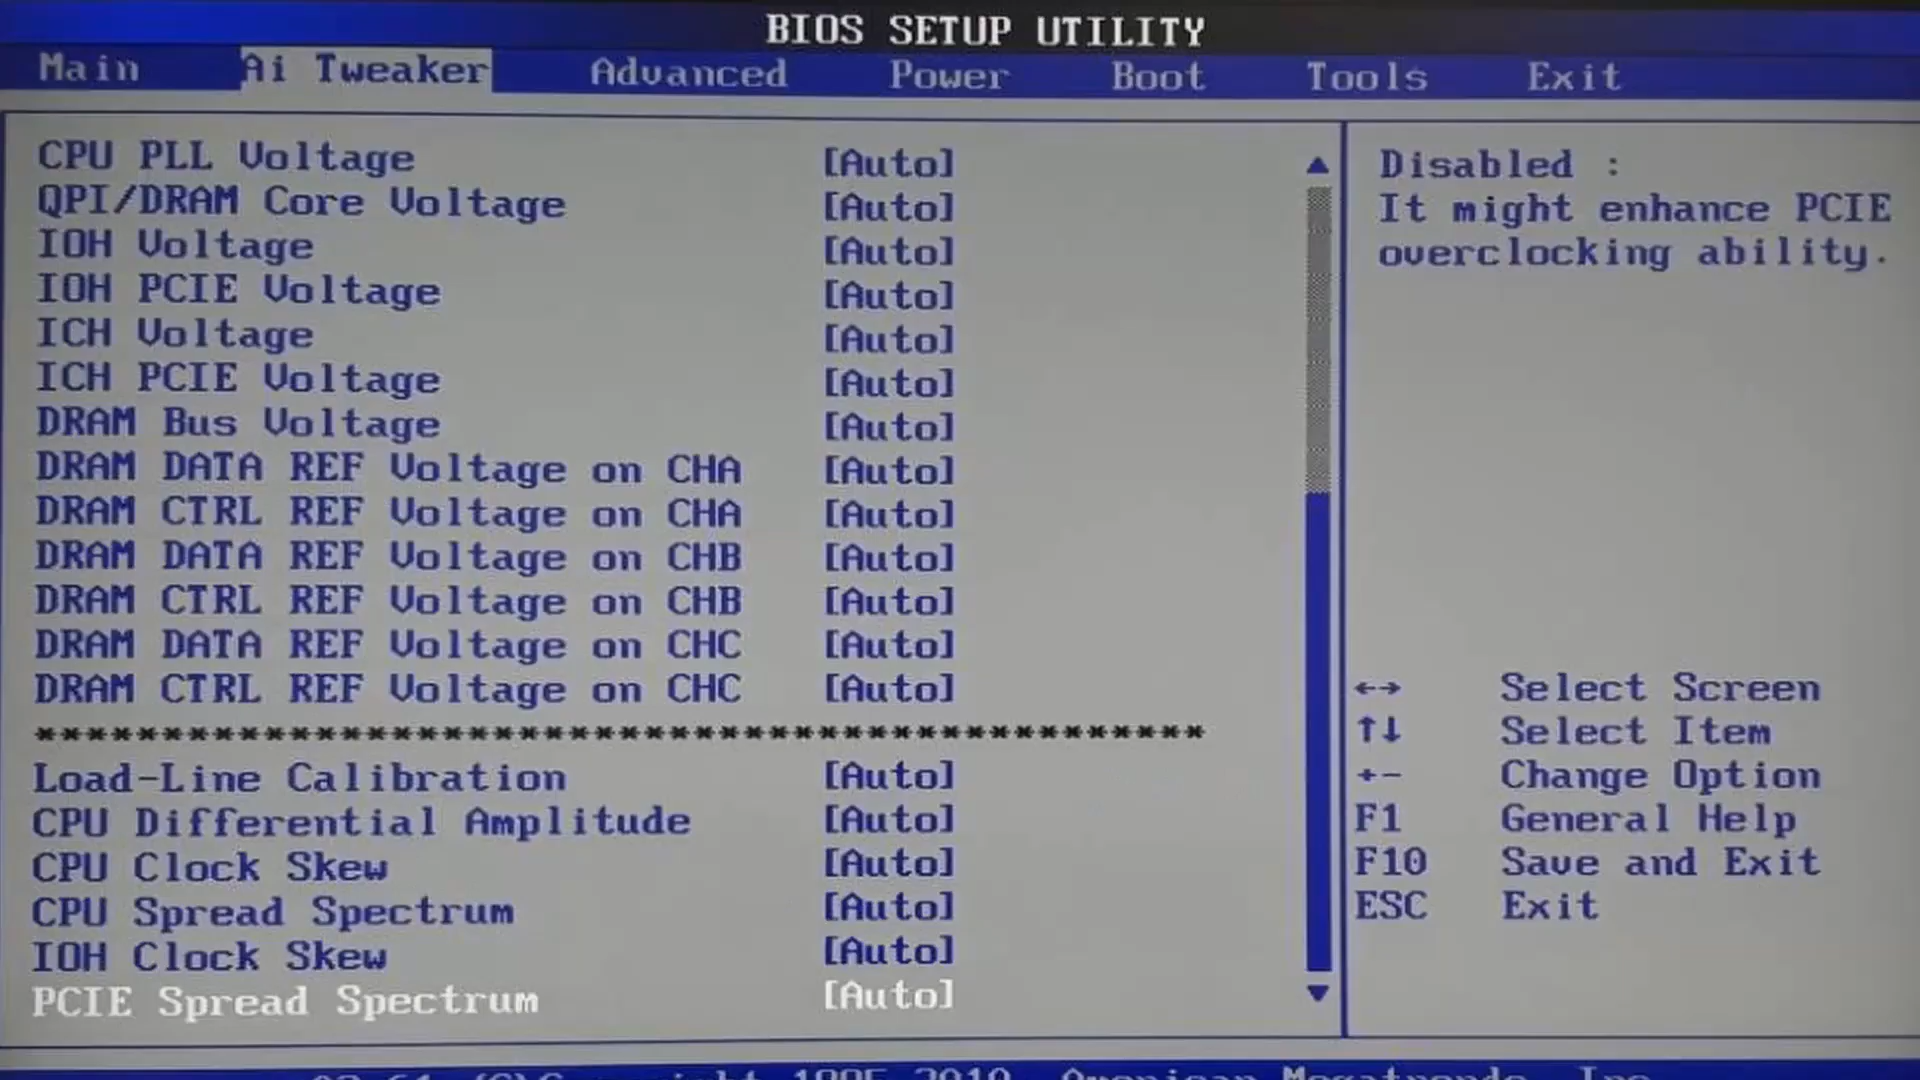 BIOS SETUP UTILITY
Main Ai Tweaker Advanced Power Boot Tools Exit
CPU PLL Voltage [Auto]
QPI/DRAM Core Voltage [Auto]
IOH Voltage [Auto]
IOH PCIE Voltage [Auto]
ICH Voltage [Auto]
ICH PCIE Voltage [Auto]
DRAM Bus Voltage [Auto]
DRAM DATA REF Voltage on CHA [Auto]
DRAM CTRL REF Voltage on CHA [Auto]
DRAM DATA REF Voltage on CHB [Auto]
DRAM CTRL REF Voltage on CHB [Auto]
DRAM DATA REF Voltage on CHC [Auto]
DRAM CTRL REF Voltage on CHC [Auto]
**********************************************
Load-Line Calibration [Auto]
CPU Differential Amplitude [Auto]
CPU Clock Skew [Auto]
CPU Spread Spectrum [Auto]
IOH Clock Skew [Auto]
PCIE Spread Spectrum [Auto]
Disabled :
It might enhance PCIE
overclocking ability.
←→ Select Screen
↑↓ Select Item
+- Change Option
F1 General Help
F10 Save and Exit
ESC Exit
(C)Copyright 1985-2010, American Megatrends, Inc.